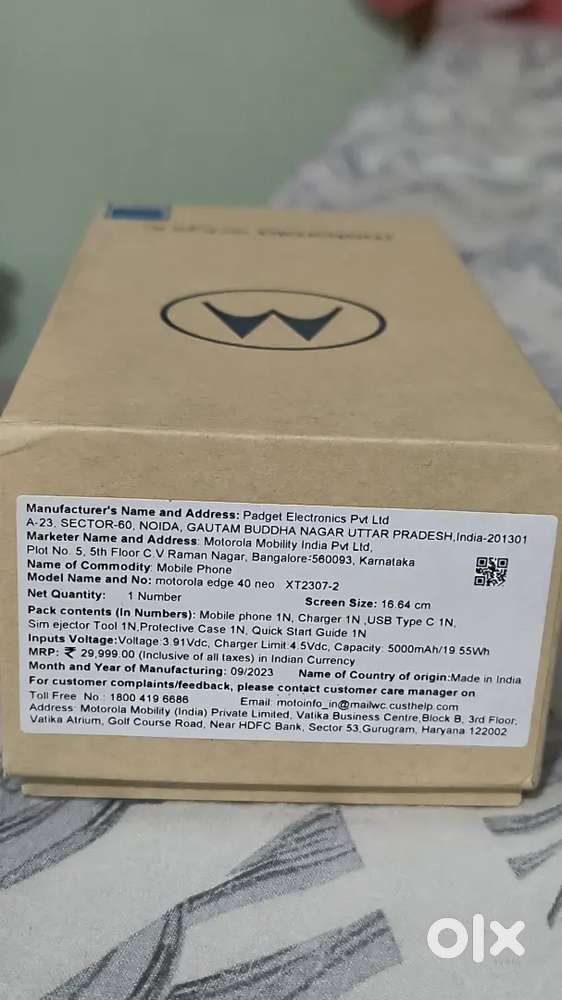 Manufacturer's Name and Address: Padget Electronics Pvt Ltd
A-23, SECTOR-60, NOIDA, GAUTAM BUDDHA NAGAR UTTAR PRADESH,India-201301
Marketer Name and Address: Motorola Mobility India Pvt Ltd,
Plot No. 5, 5th Floor C V Raman Nagar, Bangalore-560093, Karnataka
Name of Commodity: Mobile Phone
Model Name and No: motorola edge 40 neo XT2307-2
Net Quantity: 1 Number Screen Size: 16.64 cm
Pack contents (In Numbers): Mobile phone 1N, Charger 1N ,USB Type C 1N,
Sim ejector Tool 1N,Protective Case 1N, Quick Start Guide 1N
Inputs Voltage:Voltage:3.91Vdc, Charger Limit:4.5Vdc, Capacity: 5000mAh/19.55Wh
MRP: ₹ 29,999.00 (Inclusive of all taxes) in Indian Currency
Month and Year of Manufacturing: 09/2023 Name of Country of origin:Made in India
For customer complaints/feedback, please contact customer care manager on
Toll Free No.: 1800 419 6686 Email: motoinfo_in@mailwc.custhelp.com
Address: Motorola Mobility (India) Private Limited, Vatika Business Centre,Block B, 3rd Floor,
Vatika Atrium, Golf Course Road, Near HDFC Bank, Sector 53,Gurugram, Haryana 122002
olx